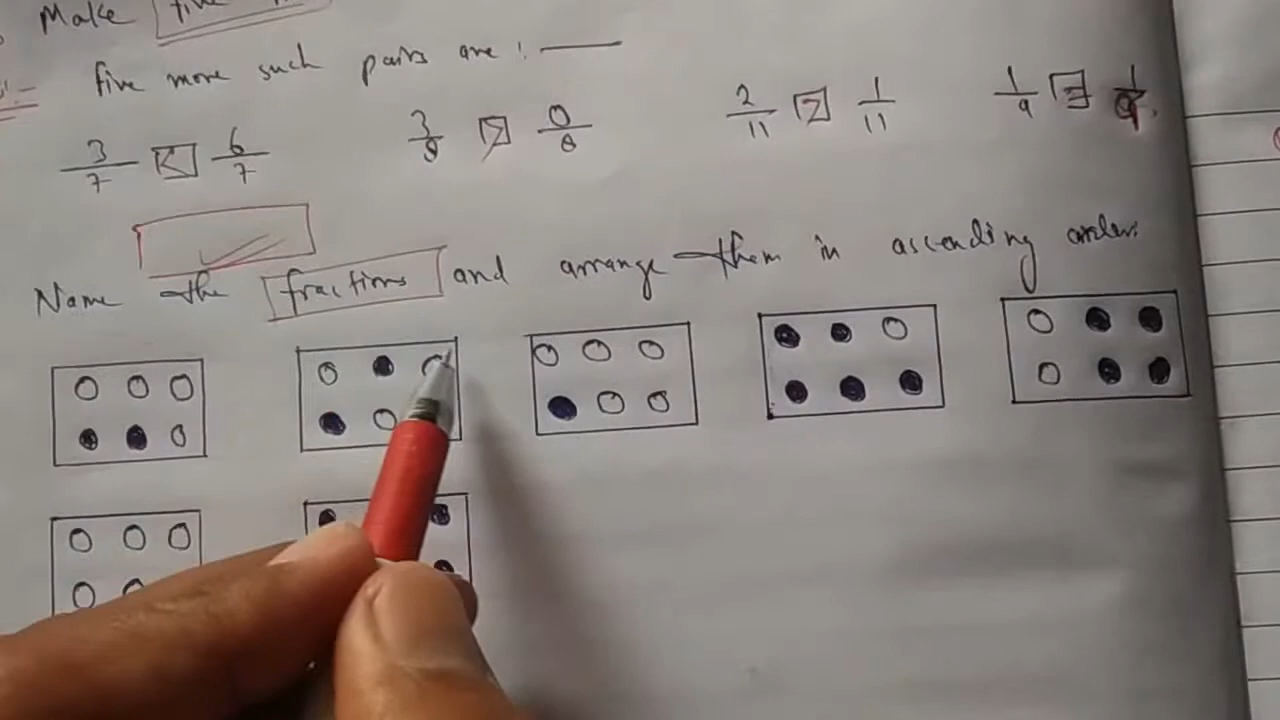 Make five
five more such pairs are :
3/7 < 6/7 3/8 > 0/8 2/11 > 1/11 1/9 = 1/9.
Name the fractions and arrange them in ascending order.